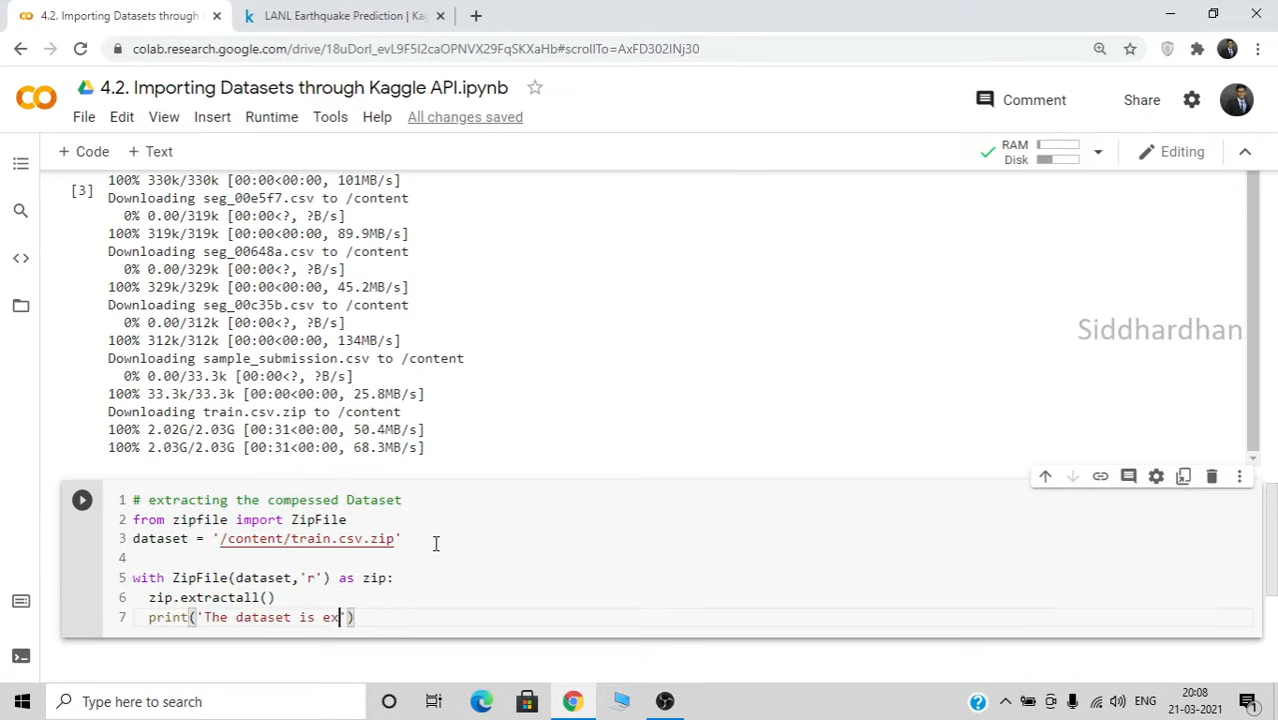 4.2. Importing Datasets through
LANL Earthquake Prediction | Kag
colab.research.google.com/drive/18uDorl_evL9F5I2caOPNVX29FqSKXaHb#scrollTo=AxFD302INj30
4.2. Importing Datasets through Kaggle API.ipynb
Comment
Share
File Edit View Insert Runtime Tools Help All changes saved
+ Code + Text
RAM
Disk
Editing
[3]
100% 330k/330k [00:00<00:00, 101MB/s]
Downloading seg_00e5f7.csv to /content
0% 0.00/319k [00:00<?, ?B/s]
100% 319k/319k [00:00<00:00, 89.9MB/s]
Downloading seg_00648a.csv to /content
0% 0.00/329k [00:00<?, ?B/s]
100% 329k/329k [00:00<00:00, 45.2MB/s]
Downloading seg_00c35b.csv to /content
0% 0.00/312k [00:00<?, ?B/s]
100% 312k/312k [00:00<00:00, 134MB/s]
Downloading sample_submission.csv to /content
0% 0.00/33.3k [00:00<?, ?B/s]
100% 33.3k/33.3k [00:00<00:00, 25.8MB/s]
Downloading train.csv.zip to /content
100% 2.02G/2.03G [00:31<00:00, 50.4MB/s]
100% 2.03G/2.03G [00:31<00:00, 68.3MB/s]
Siddhardhan
1 # extracting the compessed Dataset
2 from zipfile import ZipFile
3 dataset = '/content/train.csv.zip'
4
5 with ZipFile(dataset,'r') as zip:
6 zip.extractall()
7 print('The dataset is ex')
Type here to search
ENG
20:08
21-03-2021